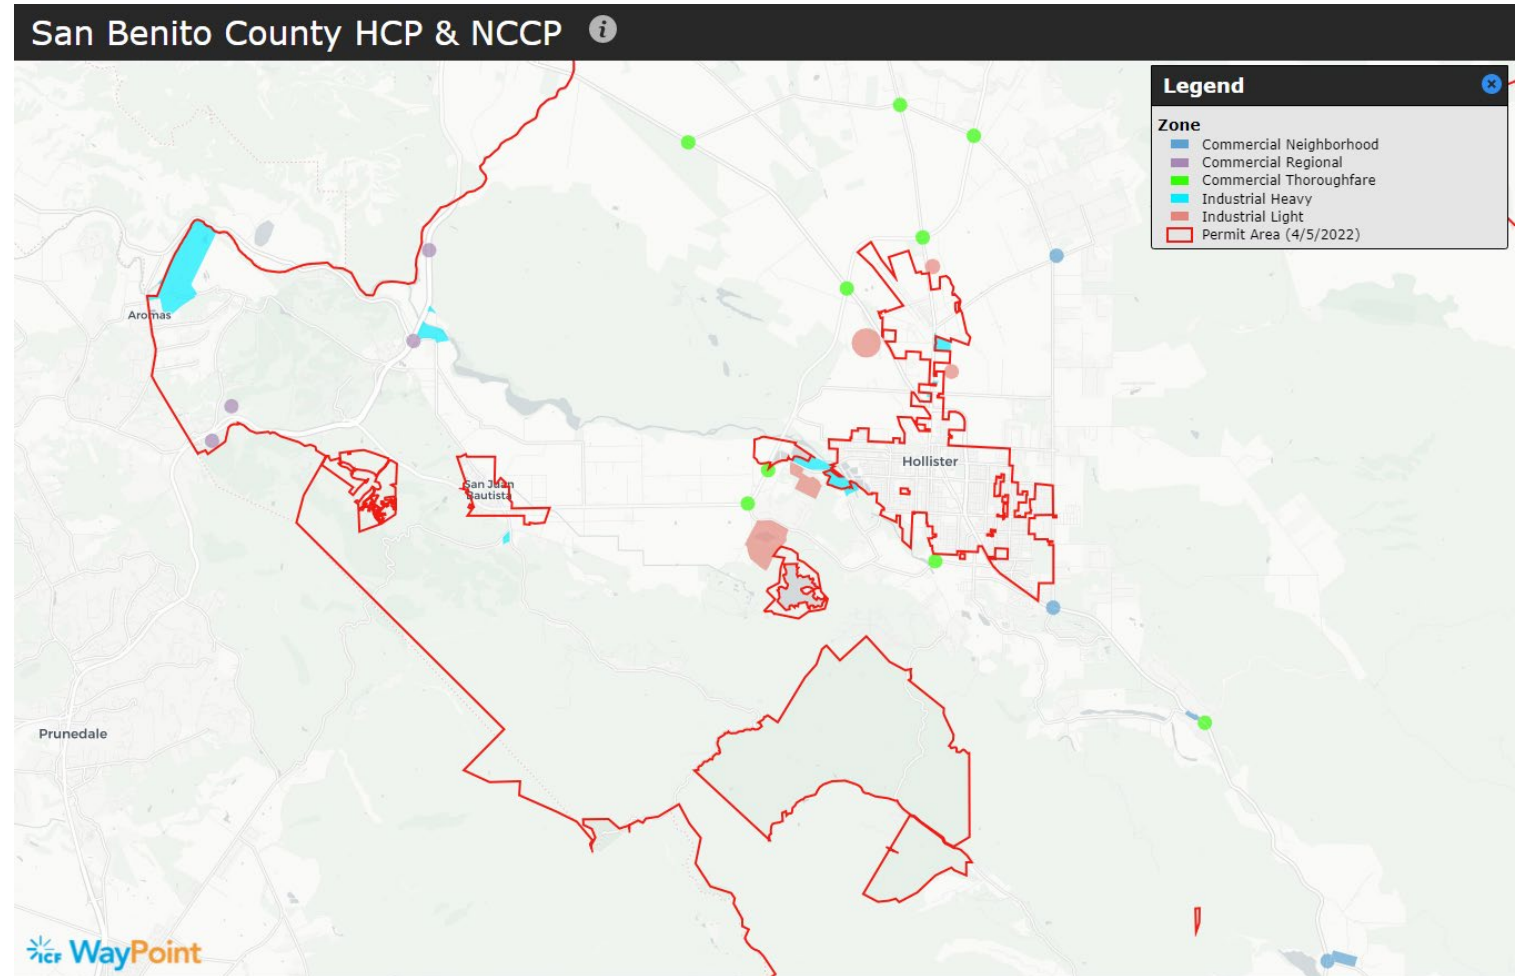 San Benito County HCP & NCCP i
Legend
Zone
Commercial Neighborhood
Commercial Regional
Commercial Thoroughfare
Industrial Heavy
Industrial Light
Permit Area (4/5/2022)
Aromas
Hollister
San Juan
Bautista
Prunedale
ICF WayPoint